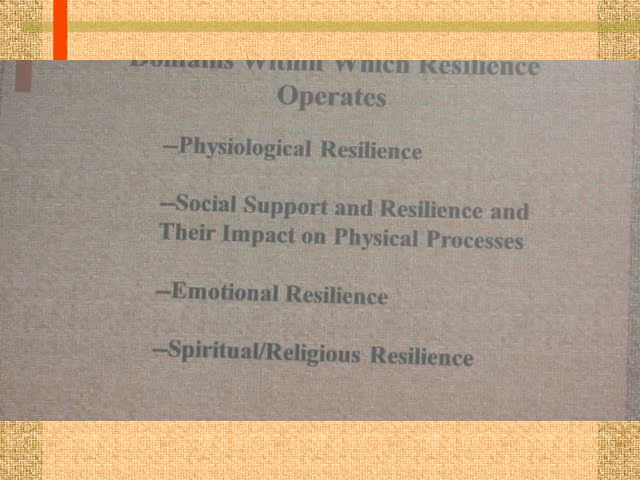 Domains Within Which Resilience
Operates
–Physiological Resilience
–Social Support and Resilience and
Their Impact on Physical Processes
–Emotional Resilience
–Spiritual/Religious Resilience